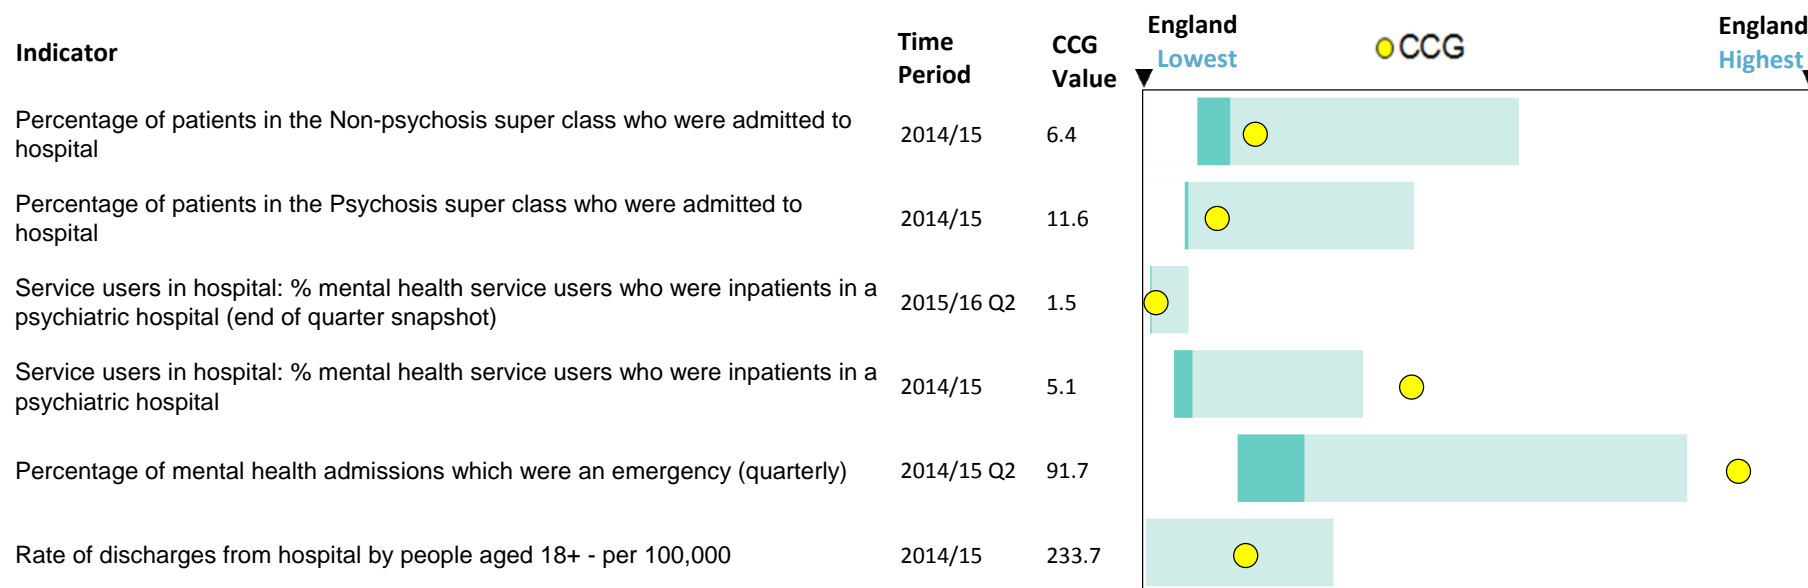 Indicator
Time
Period
CCG
Value
England
Lowest
CCG
England
Highest
Percentage of patients in the Non-psychosis super class who were admitted to
hospital
2014/15
6.4
Percentage of patients in the Psychosis super class who were admitted to
hospital
2014/15
11.6
Service users in hospital: % mental health service users who were inpatients in a
psychiatric hospital (end of quarter snapshot)
2015/16 Q2
1.5
Service users in hospital: % mental health service users who were inpatients in a
psychiatric hospital
2014/15
5.1
Percentage of mental health admissions which were an emergency (quarterly)
2014/15 Q2
91.7
Rate of discharges from hospital by people aged 18+ - per 100,000
2014/15
233.7